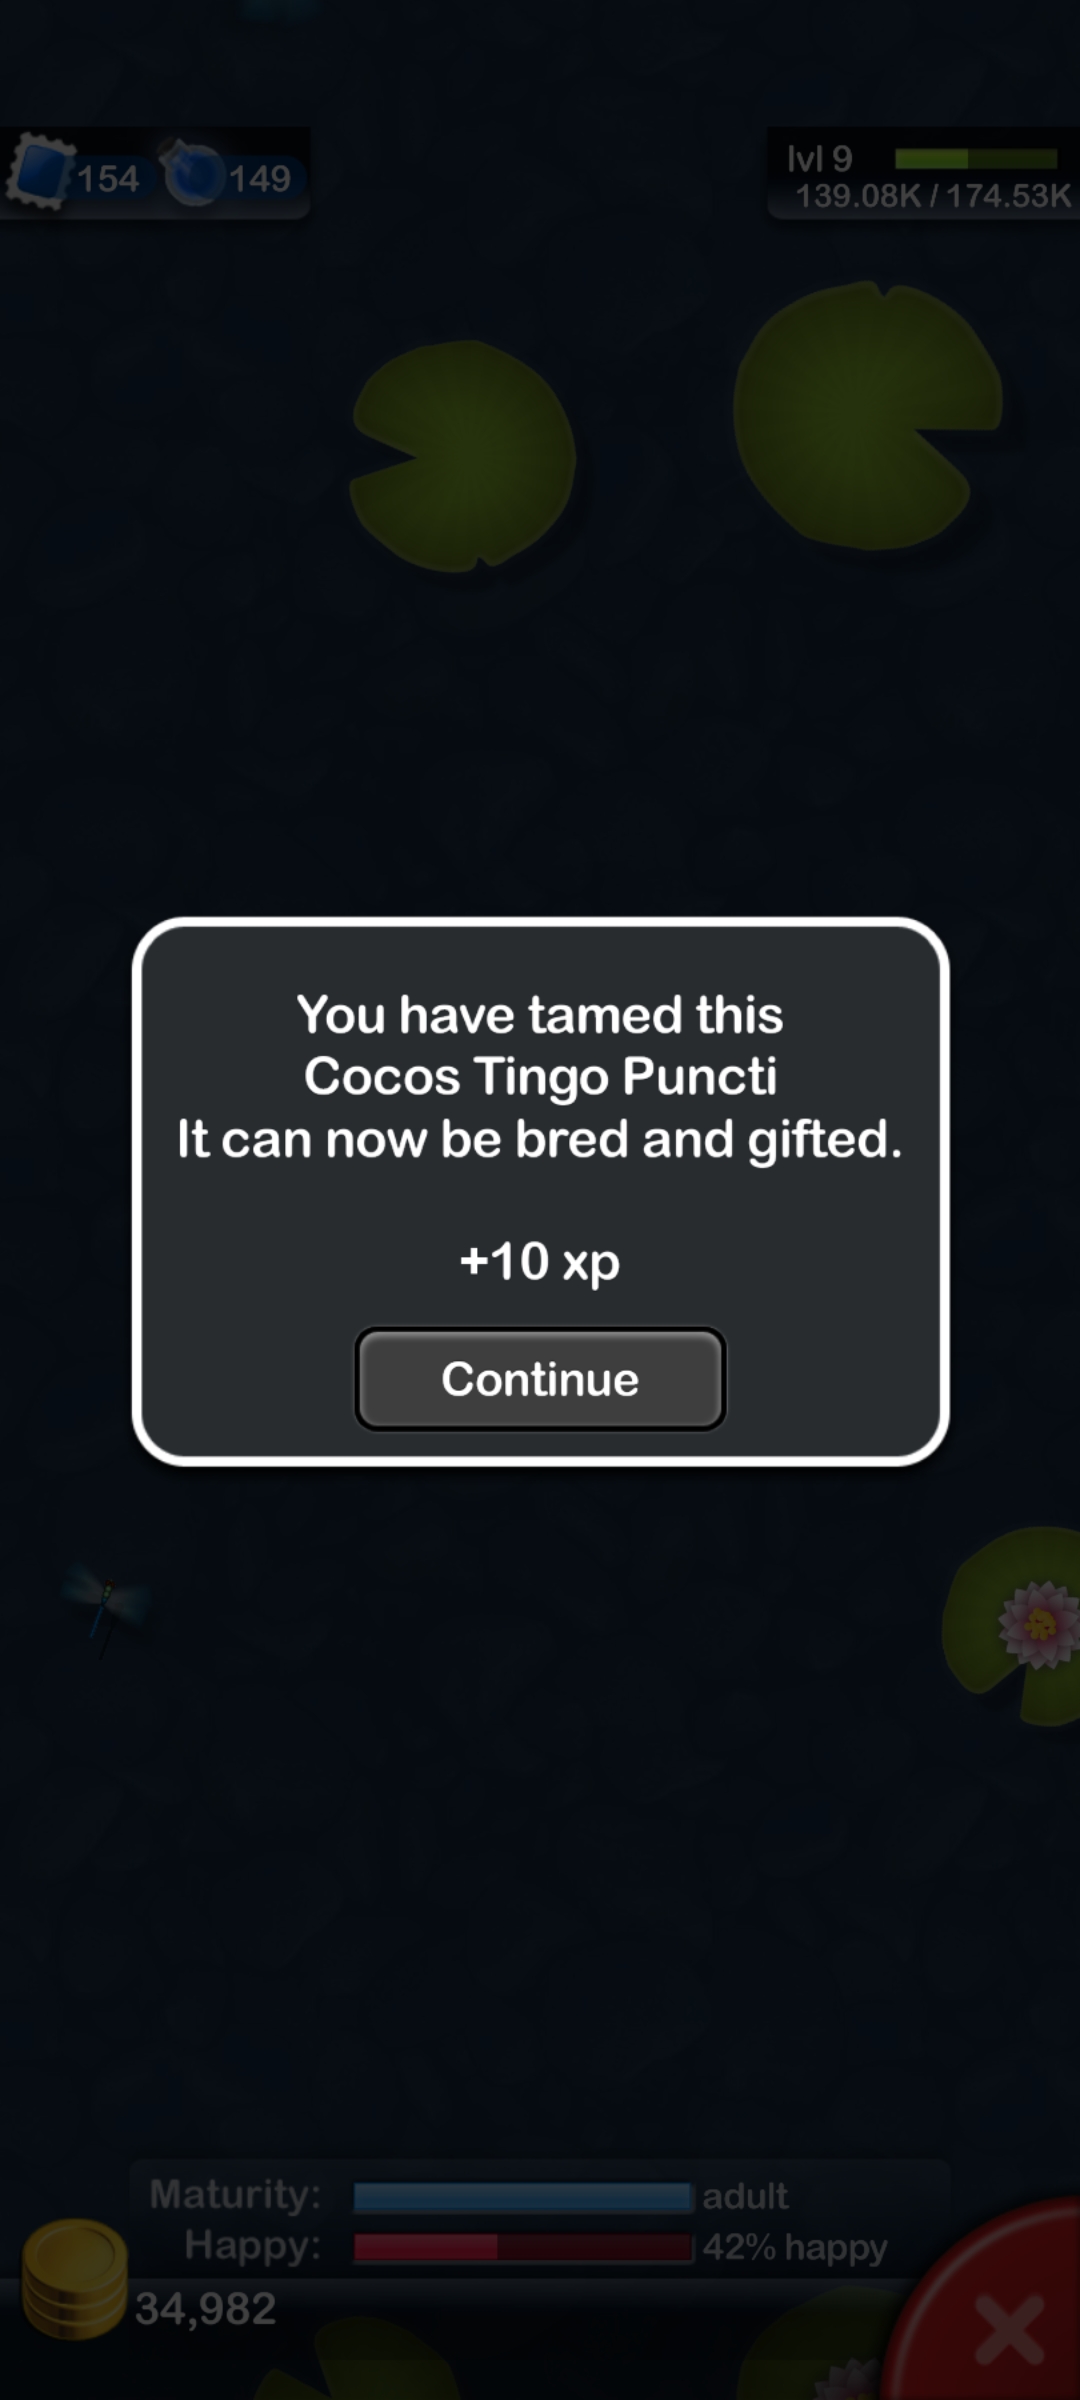 154
149
lvl 9
139.08K / 174.53K
You have tamed this
Cocos Tingo Puncti
It can now be bred and gifted.
+10 xp
Continue
Maturity: adult
Happy: 42% happy
34,982